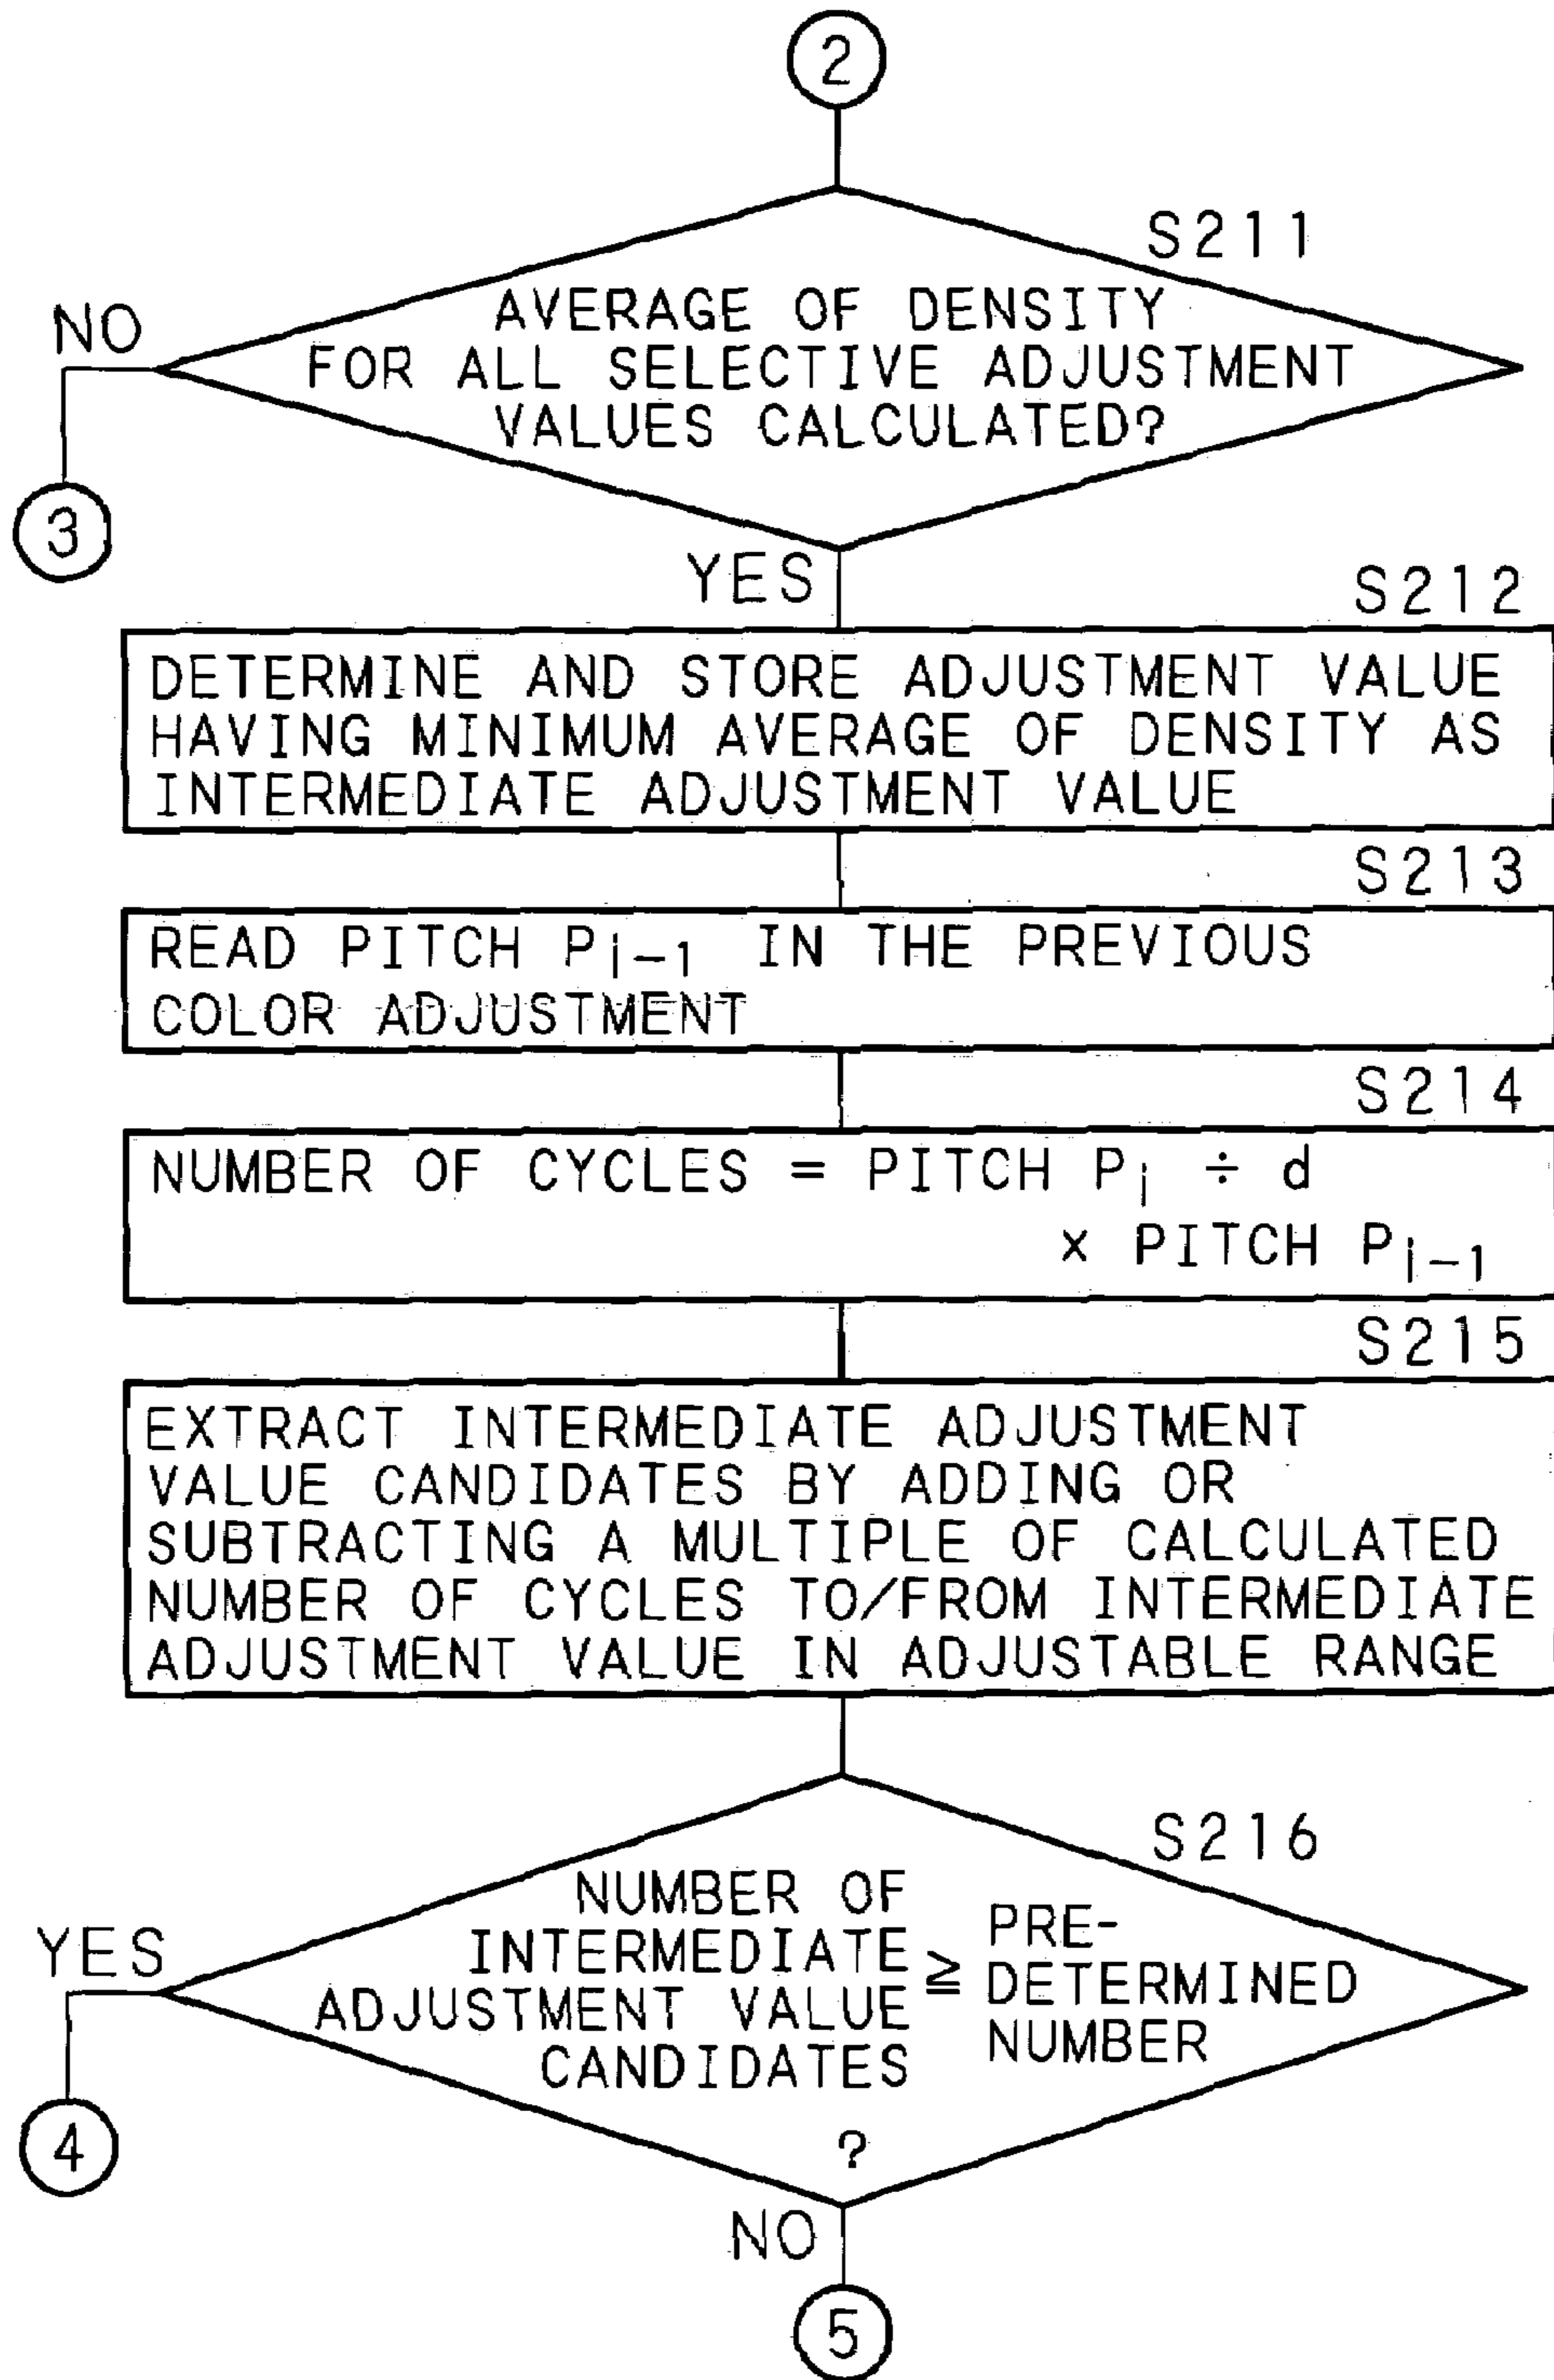 2
S211
NO
AVERAGE OF DENSITY
FOR ALL SELECTIVE ADJUSTMENT
VALUES CALCULATED?
3
YES
S212
DETERMINE AND STORE ADJUSTMENT VALUE
HAVING MINIMUM AVERAGE OF DENSITY AS
INTERMEDIATE ADJUSTMENT VALUE
S213
READ PITCH Pi-1 IN THE PREVIOUS
COLOR ADJUSTMENT
S214
NUMBER OF CYCLES = PITCH Pi ÷ d
× PITCH Pi-1
S215
EXTRACT INTERMEDIATE ADJUSTMENT
VALUE CANDIDATES BY ADDING OR
SUBTRACTING A MULTIPLE OF CALCULATED
NUMBER OF CYCLES TO/FROM INTERMEDIATE
ADJUSTMENT VALUE IN ADJUSTABLE RANGE
S216
YES
NUMBER OF
INTERMEDIATE
ADJUSTMENT VALUE
CANDIDATES
≧
PRE-
DETERMINED
NUMBER
?
4
NO
5